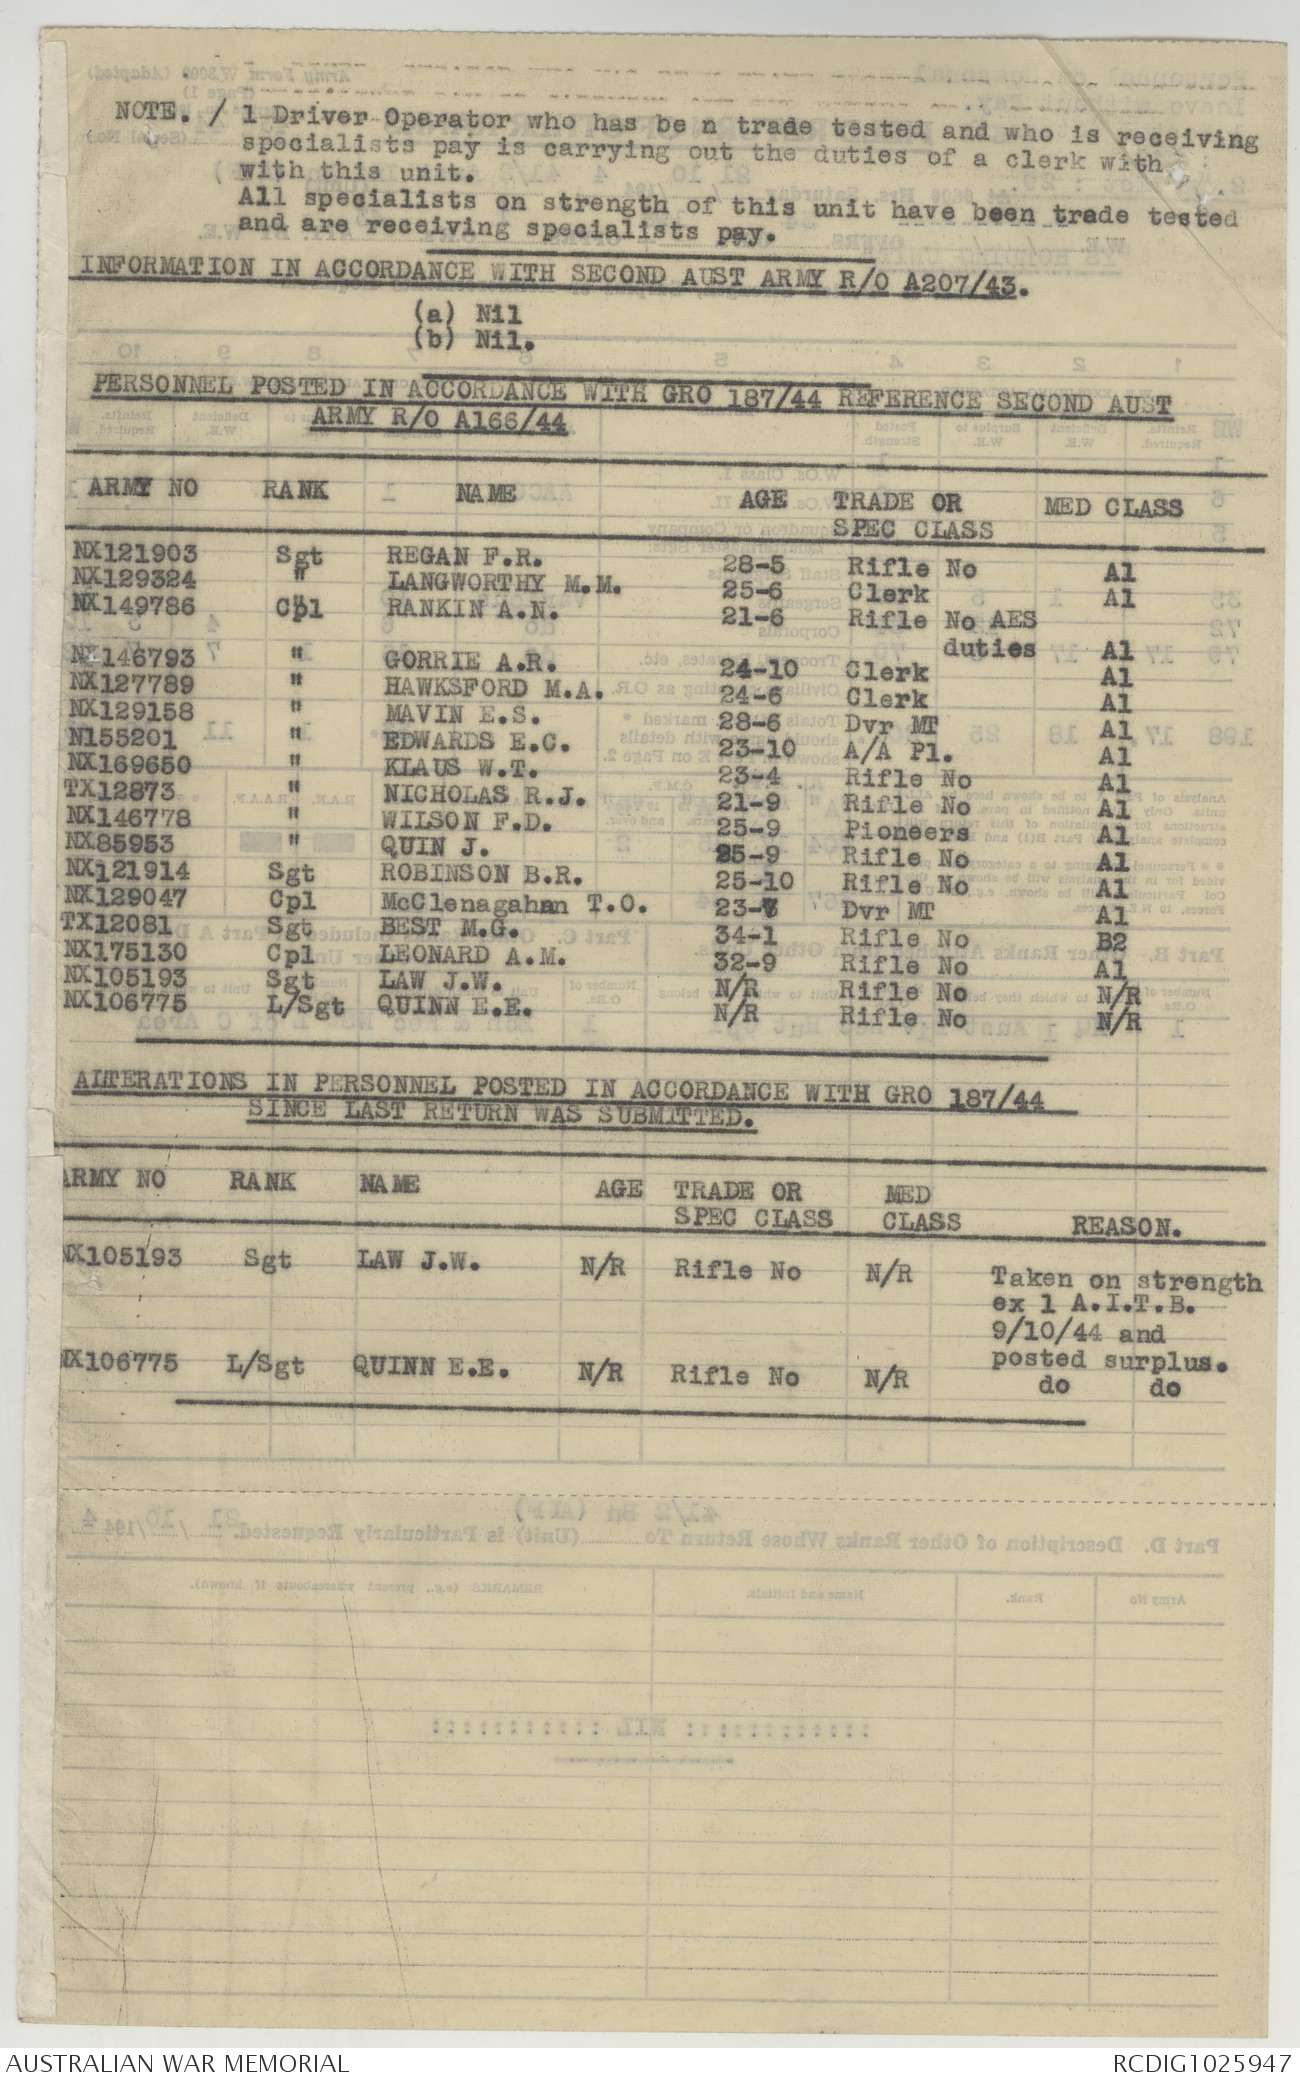 NOTE. / 1 Driver Operator who has be n trade tested and who is receiving
specialists pay is carrying out the duties of a clerk with
with this unit.
All specialists on strength of this unit have been trade tested
and are receiving specialists pay.
INFORMATION IN ACCORDANCE WITH SECOND AUST ARMY R/O A207/43.
(a) Nil
(b) Nil.
PERSONNEL POSTED IN ACCORDANCE WITH GRO 187/44 REFERENCE SECOND AUST
ARMY R/O A166/44
ARMY NO RANK NAME AGE TRADE OR MED CLASS
SPEC CLASS
NX121903 Sgt REGAN F.R. 28-5 Rifle No A1
NX129324 " LANGWORTHY M.M. 25-6 Clerk A1
NX149786 Cpl RANKIN A.N. 21-6 Rifle No AES
duties A1
NX146793 " GORRIE A.R. 24-10 Clerk A1
NX127789 " HAWKSFORD M.A. 24-6 Clerk A1
NX129158 " MAVIN E.S. 28-6 Dvr MT A1
N155201 " EDWARDS E.C. 23-10 A/A Pl. A1
NX169650 " KLAUS W.T. 23-4 Rifle No A1
TX12873 " NICHOLAS R.J. 21-9 Rifle No A1
NX146778 " WILSON F.D. 25-9 Pioneers A1
NX85953 " QUIN J. 25-9 Rifle No A1
NX121914 Sgt ROBINSON B.R. 25-10 Rifle No A1
NX129047 Cpl McClenagahan T.O. 23-7 Dvr MT A1
TX12081 Sgt BEST M.G. 34-1 Rifle No B2
NX175130 Cpl LEONARD A.M. 32-9 Rifle No A1
NX105193 Sgt LAW J.W. N/R Rifle No N/R
NX106775 L/Sgt QUINN E.E. N/R Rifle No N/R
ALTERATIONS IN PERSONNEL POSTED IN ACCORDANCE WITH GRO 187/44
SINCE LAST RETURN WAS SUBMITTED.
ARMY NO RANK NAME AGE TRADE OR MED
SPEC CLASS CLASS REASON.
NX105193 Sgt LAW J.W. N/R Rifle No N/R Taken on strength
ex 1 A.I.T.B.
9/10/44 and
posted surplus.
NX106775 L/Sgt QUINN E.E. N/R Rifle No N/R do do
AUSTRALIAN WAR MEMORIAL RCDIG1025947